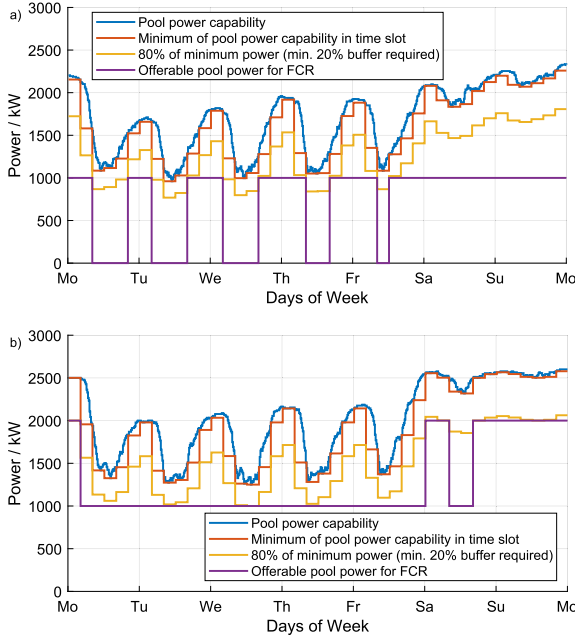 a)
3000
2500
2000
1500
1000
500
0
Power / kW
Pool power capability
Minimum of pool power capability in time slot
80% of minimum power (min. 20% buffer required)
Offerable pool power for FCR
Mo Tu We Th Fr Sa Su Mo
Days of Week
b)
3000
2500
2000
1500
1000
500
0
Power / kW
Pool power capability
Minimum of pool power capability in time slot
80% of minimum power (min. 20% buffer required)
Offerable pool power for FCR
Mo Tu We Th Fr Sa Su Mo
Days of Week